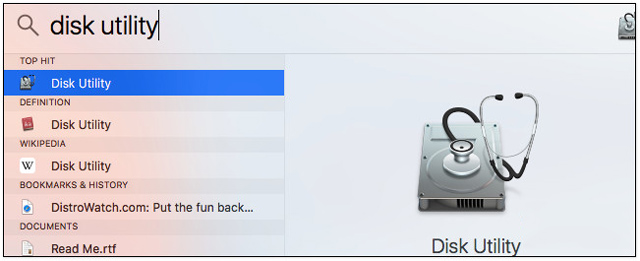 disk utility
TOP HIT
Disk Utility
DEFINITION
Disk Utility
WIKIPEDIA
W Disk Utility
BOOKMARKS & HISTORY
DistroWatch.com: Put the fun back...
DOCUMENTS
Read Me.rtf
Disk Utility